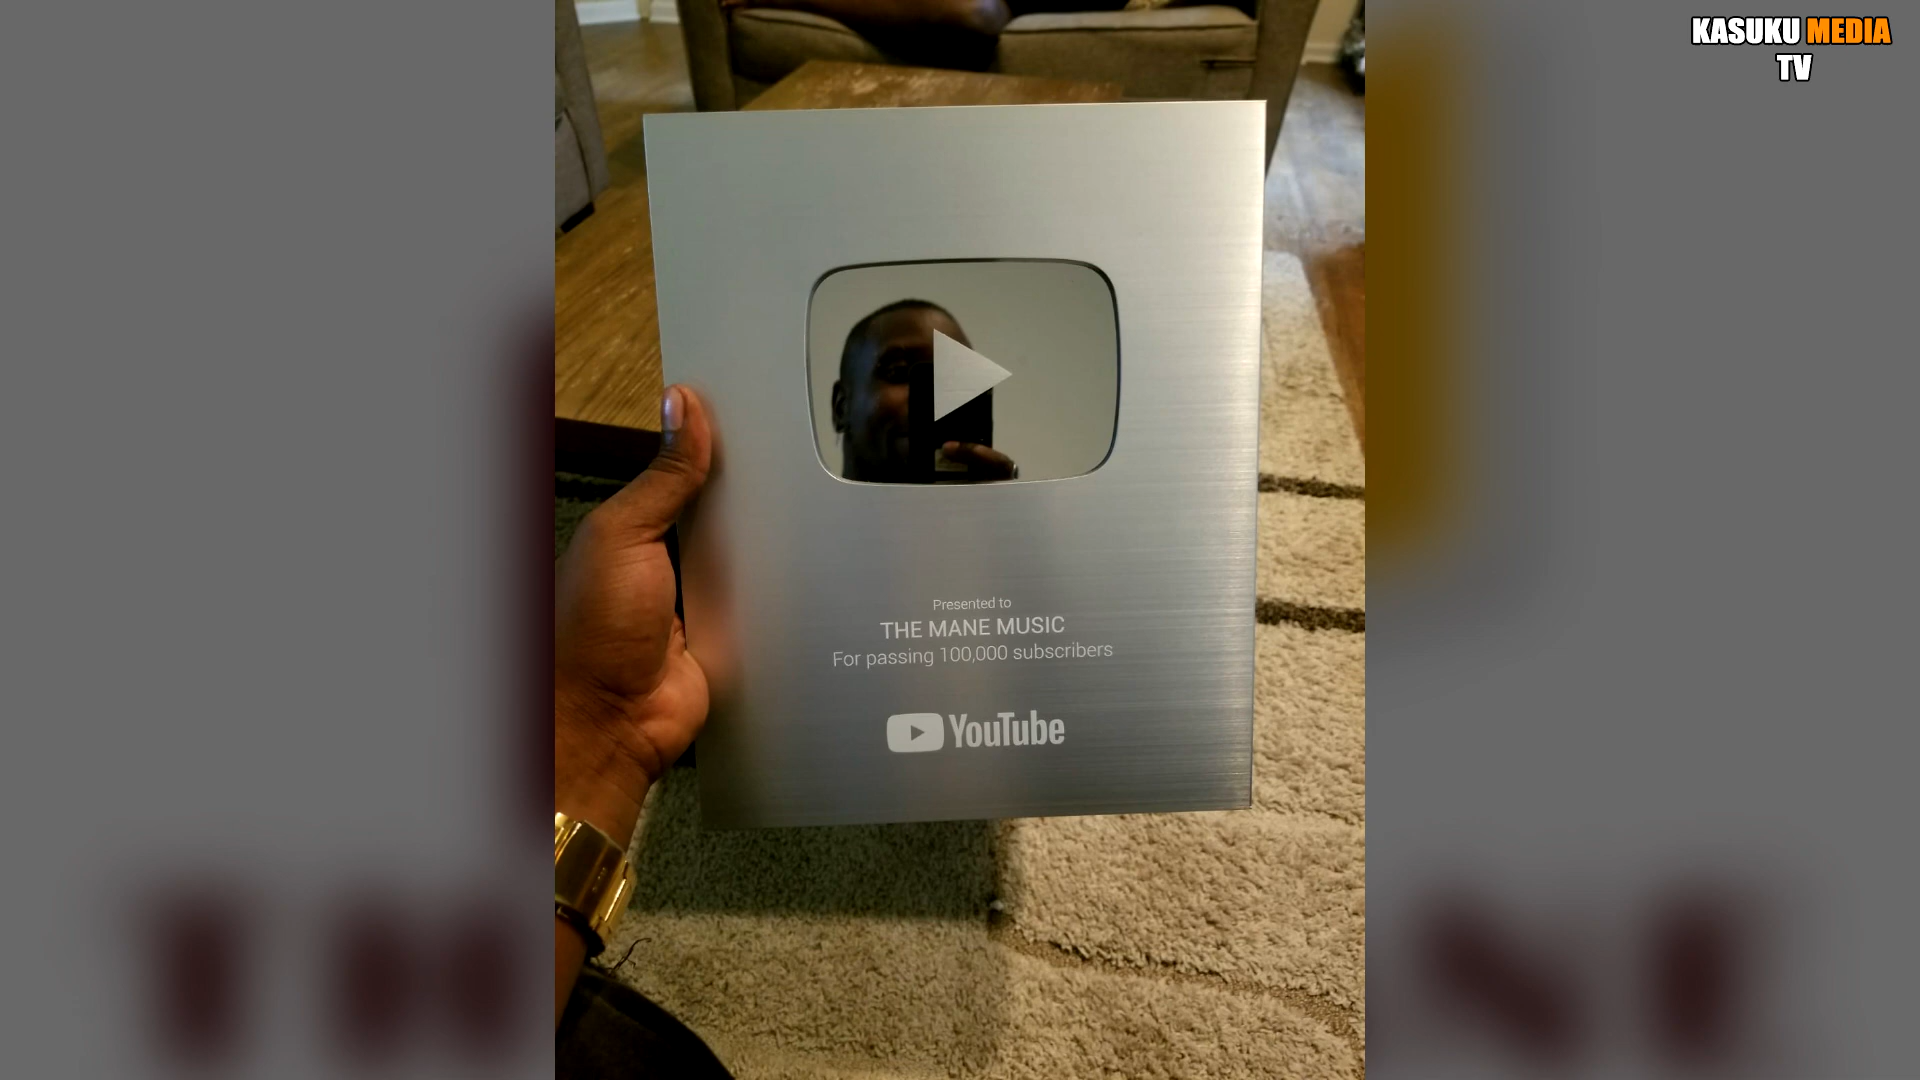 KASUKU MEDIA
TV
Presented to
THE MANE MUSIC
For passing 100,000 subscribers
YouTube